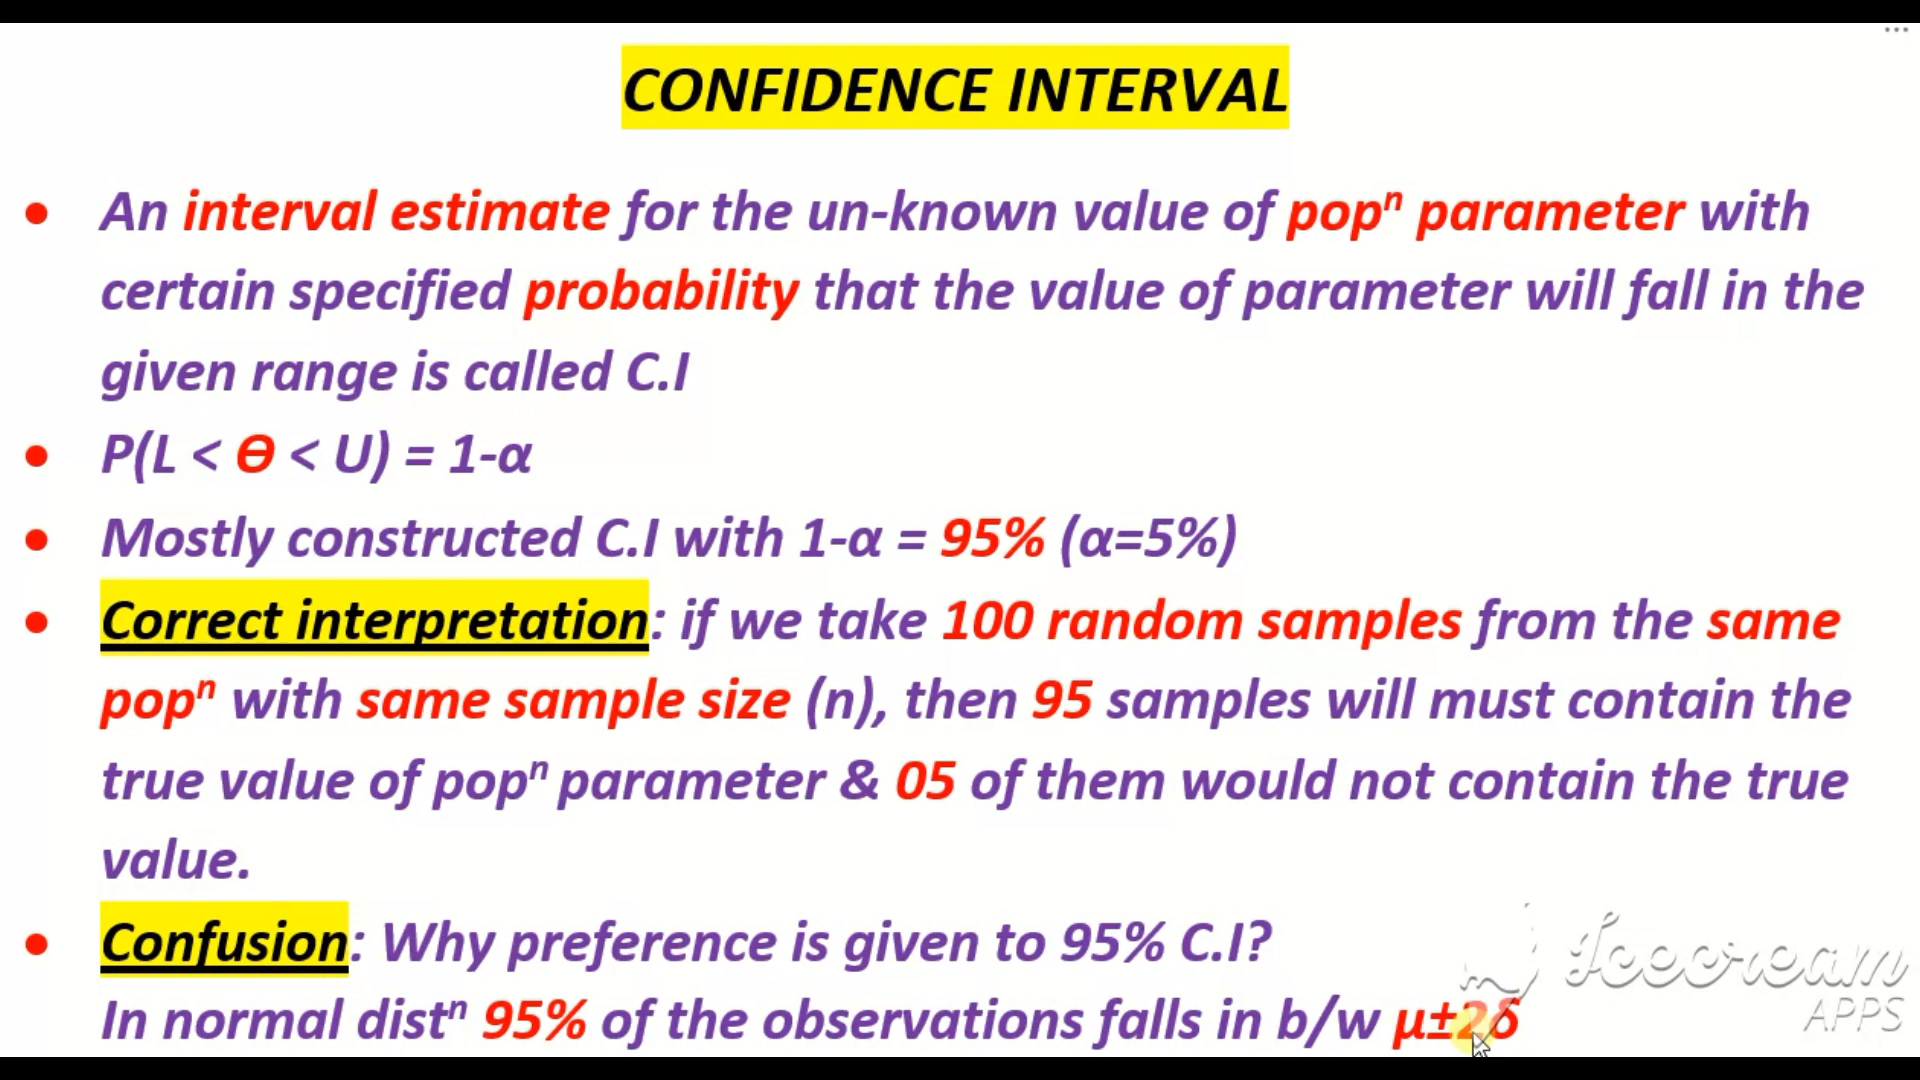 CONFIDENCE INTERVAL
• An interval estimate for the un-known value of popⁿ parameter with
certain specified probability that the value of parameter will fall in the
given range is called C.I
• P(L < Ɵ < U) = 1-α
• Mostly constructed C.I with 1-α = 95% (α=5%)
• Correct interpretation: if we take 100 random samples from the same
popⁿ with same sample size (n), then 95 samples will must contain the
true value of popⁿ parameter & 05 of them would not contain the true
value.
• Confusion: Why preference is given to 95% C.I?
In normal distⁿ 95% of the observations falls in b/w μ±2δ
Icecream
APPS